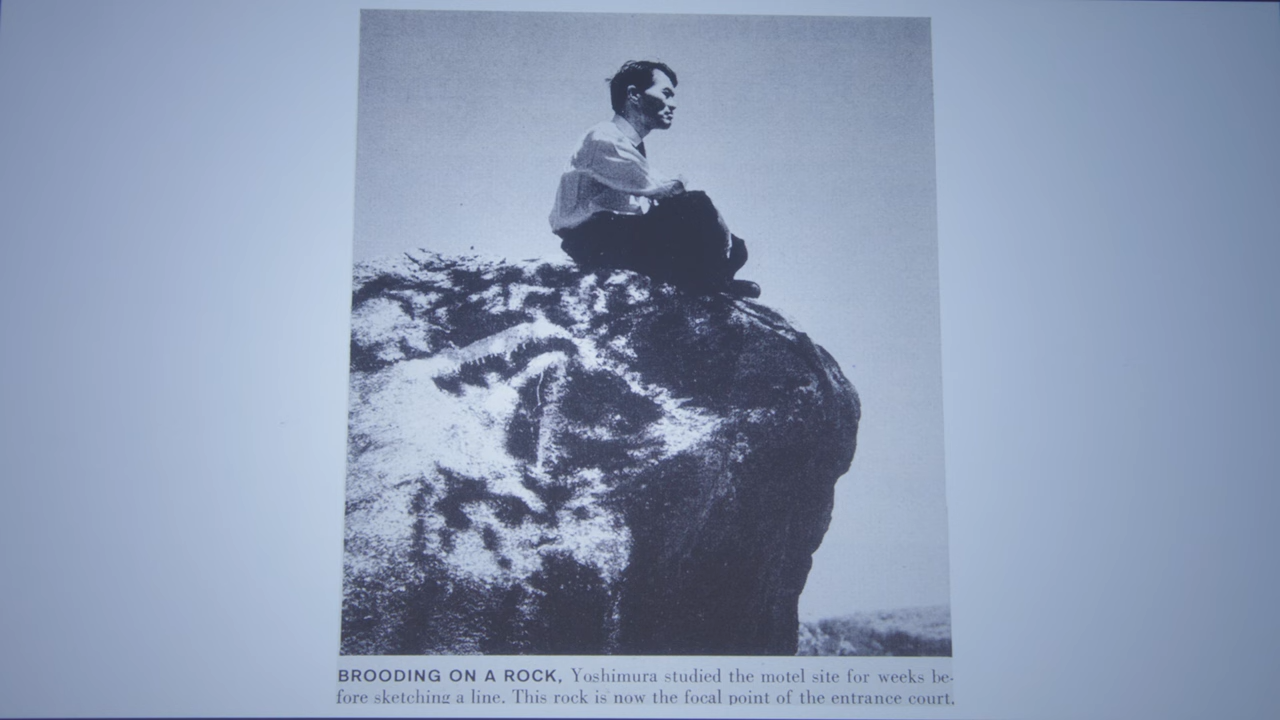 BROODING ON A ROCK, Yoshimura studied the motel site for weeks be-
fore sketching a line. This rock is now the focal point of the entrance court.